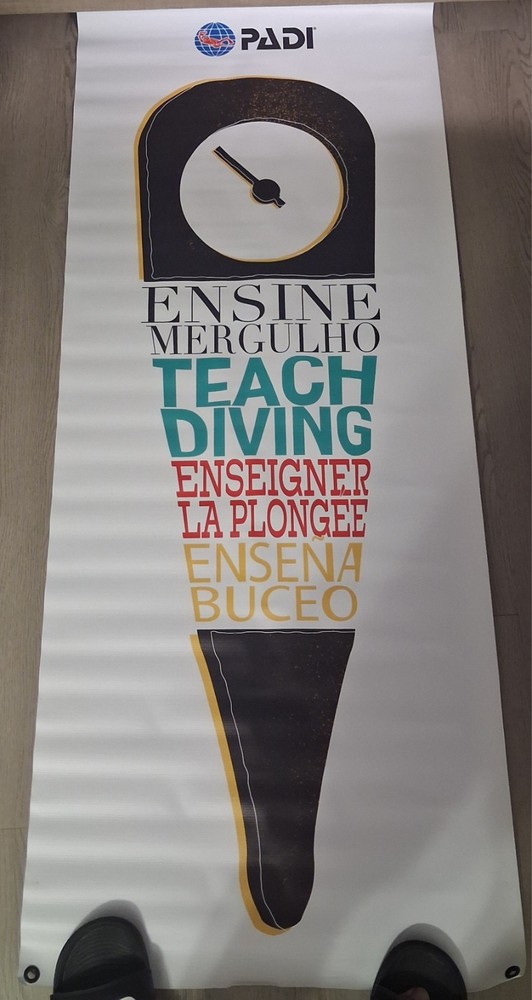 PADI
ENSINE
MERGULHO
TEACH
DIVING
ENSEIGNER
LA PLONGÉE
ENSEÑA
BUCEO